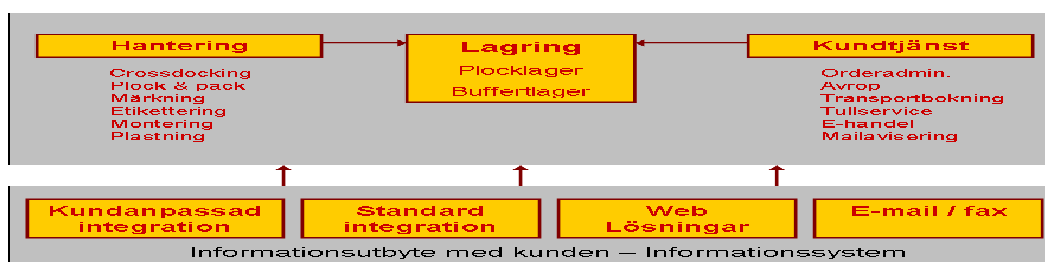 Hantering
Crossdocking
Plock & pack
Märkning
Etikettering
Montering
Plastning
Lagring
Plocklager
Buffertlager
Kundtjänst
Orderadmin.
Avrop
Transportbokning
Tullservice
E-handel
Mailavisering
Kundanpassad
integration
Standard
integration
Web
Lösningar
E-mail / fax
Informationsutbyte med kunden – Informationssystem